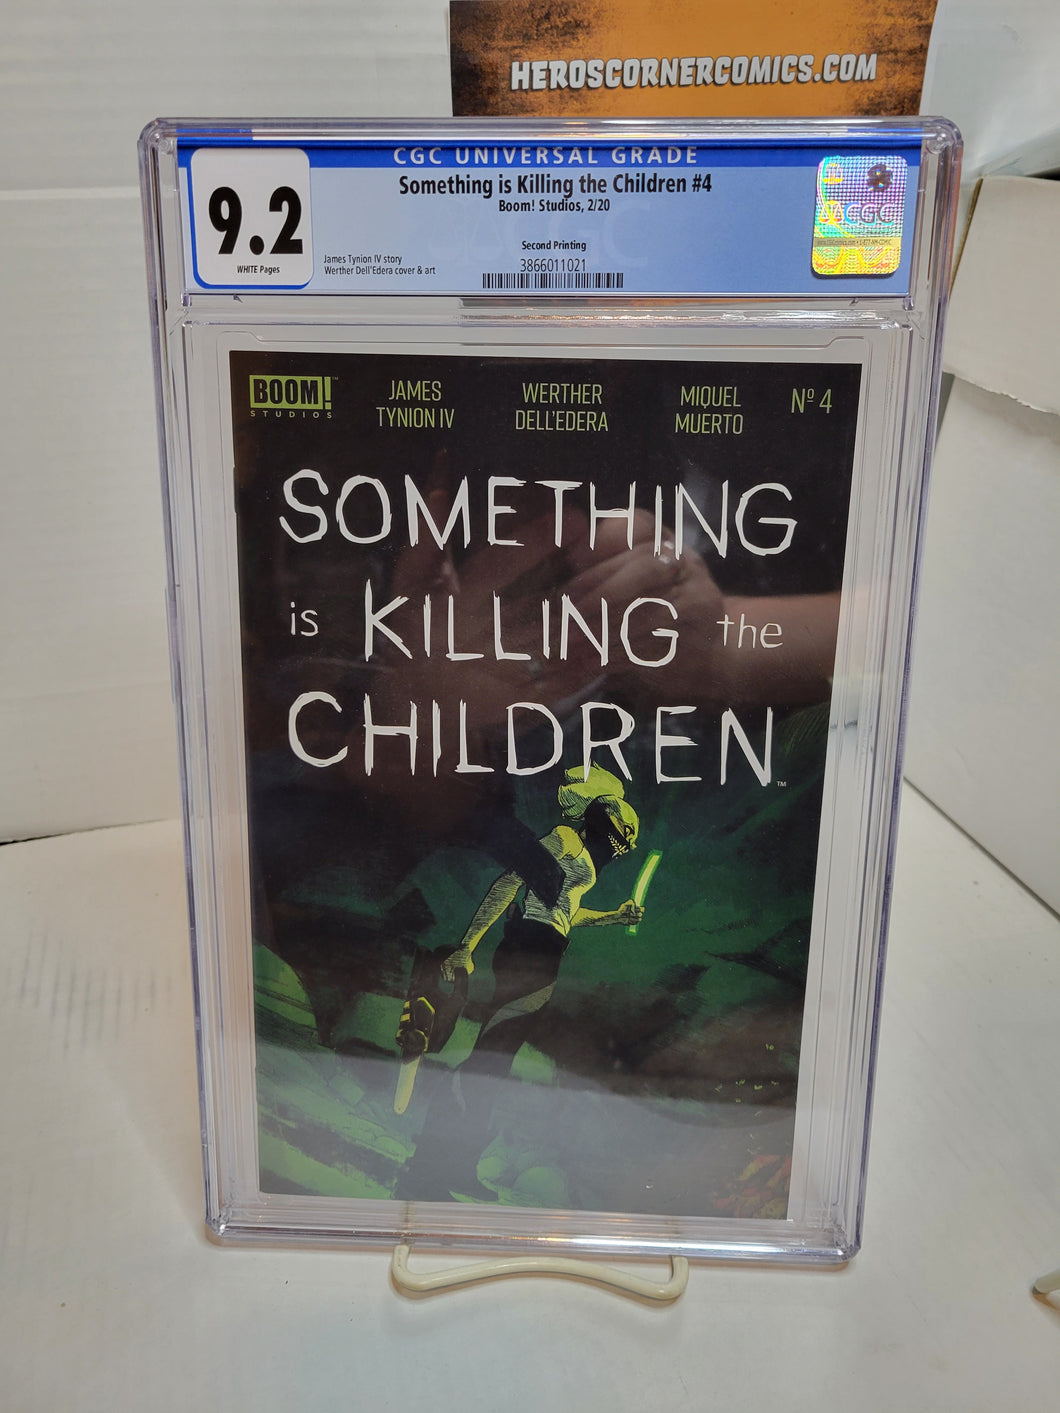 HEROSCORNERCOMICS.COM
CGC UNIVERSAL GRADE
9.2
WHITE Pages
Something is Killing the Children #4
Boom! Studios, 2/20
Second Printing
James Tynion IV story
Werther Dell'Edera cover & art
3866011021
CGC
BOOM!™
STUDIOS
JAMES
TYNION IV
WERTHER
DELL'EDERA
MIQUEL
MUERTO
Nº 4
SOMETHING
is KILLING the
CHILDREN™